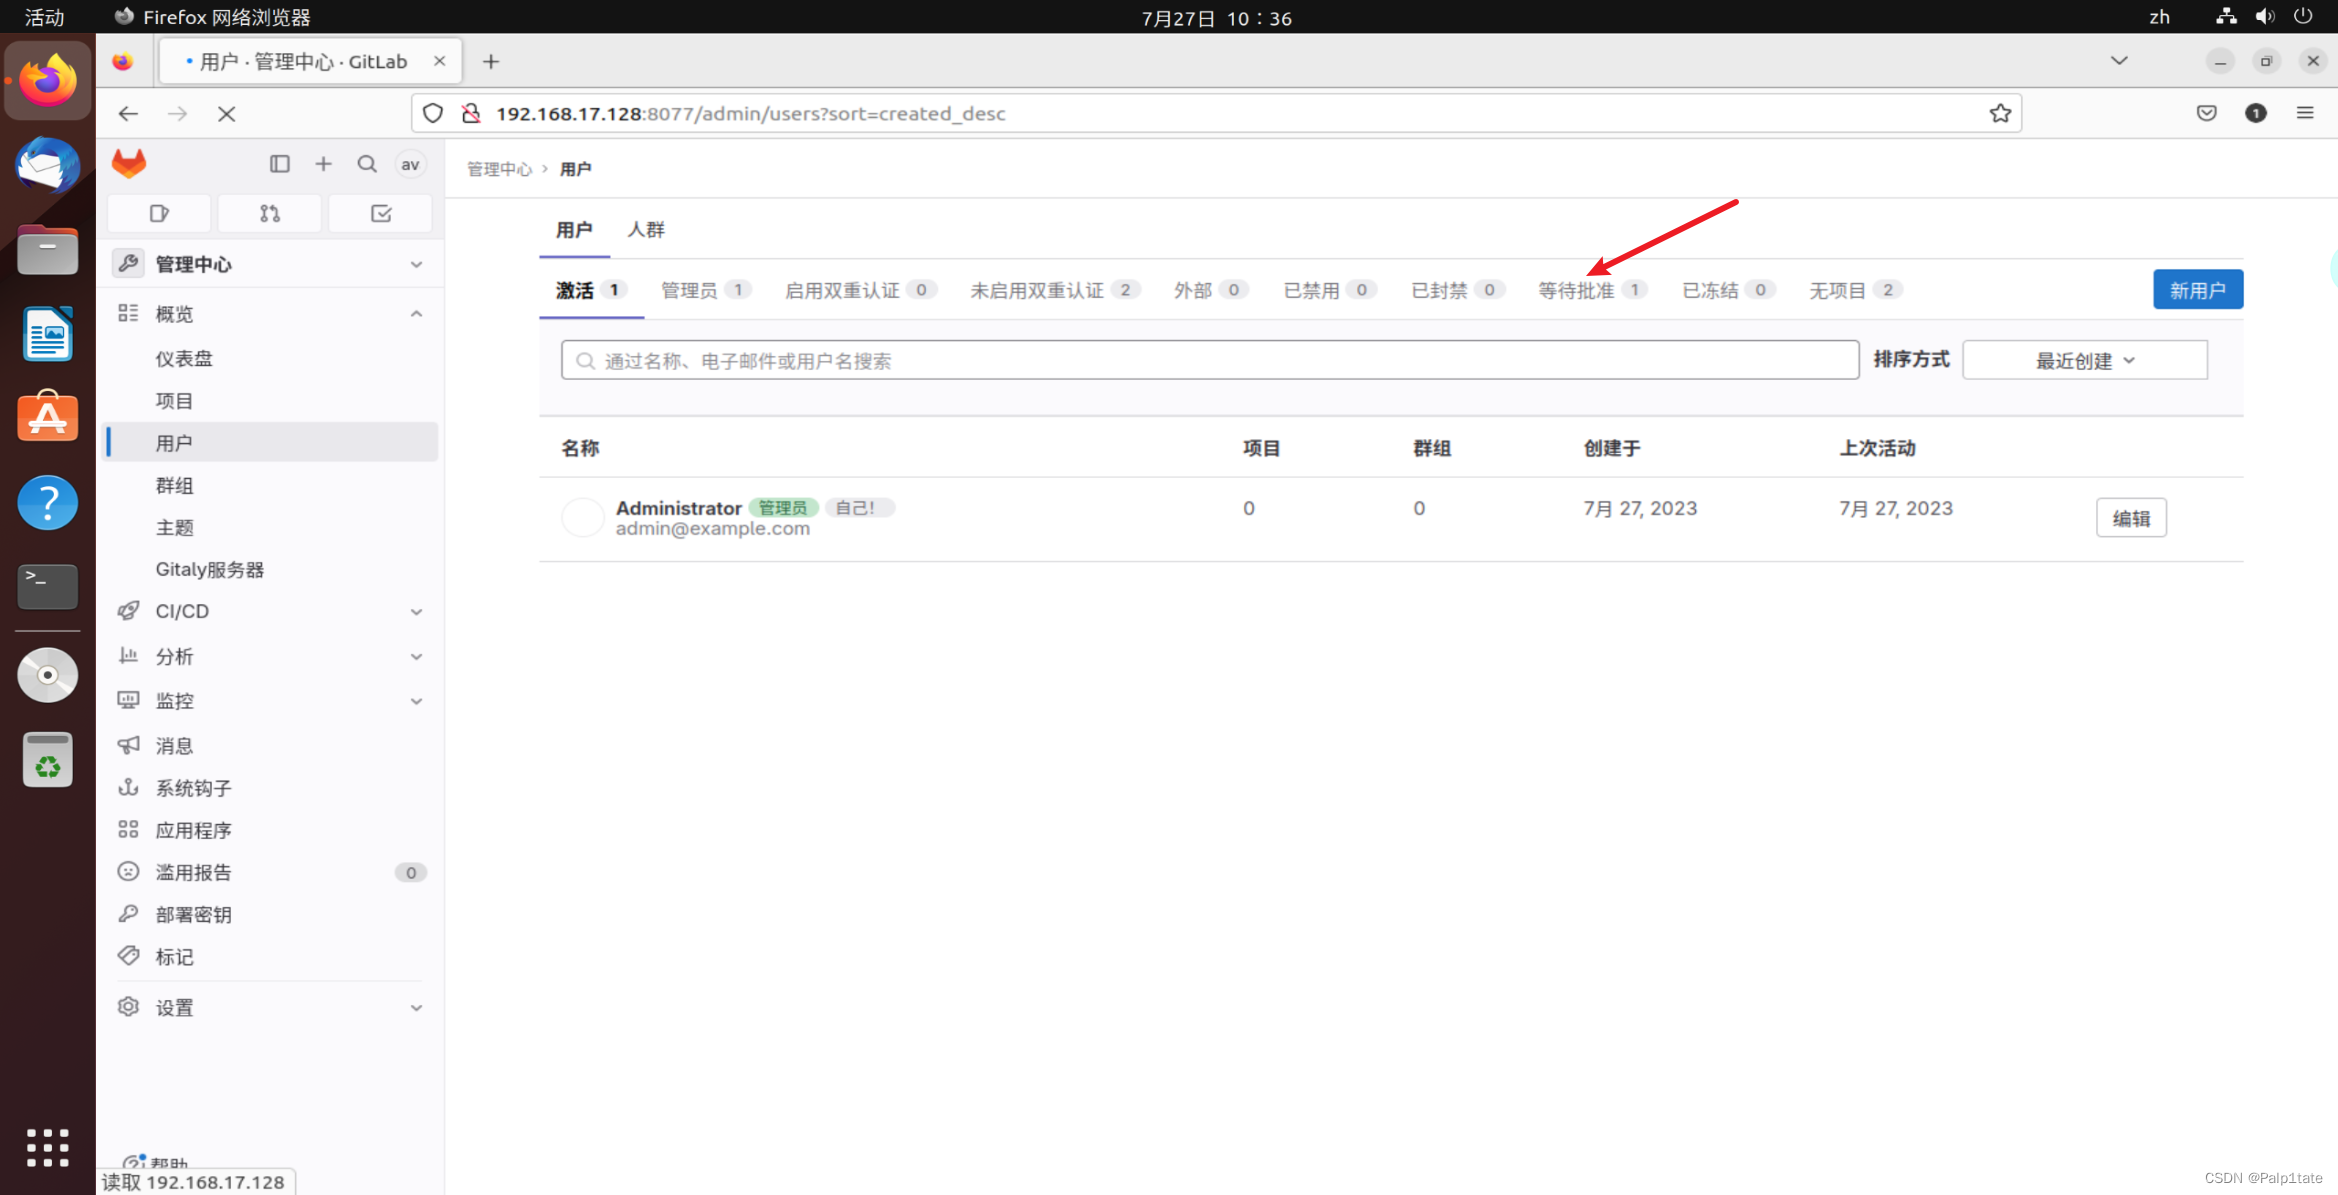 活动
Firefox 网络浏览器
7月27日 10：36
zh
用户 · 管理中心 · GitLab
192.168.17.128:8077/admin/users?sort=created_desc
1
av
管理中心 › 用户
用户 人群
管理中心
激活 1 管理员 1 启用双重认证 0 未启用双重认证 2 外部 0 已禁用 0 已封禁 0 等待批准 1 已冻结 0 无项目 2
新用户
概览
仪表盘
项目
用户
群组
主题
Gitaly服务器
CI/CD
分析
监控
消息
系统钩子
应用程序
滥用报告 0
部署密钥
标记
设置
帮助
通过名称、电子邮件或用户名搜索
排序方式 最近创建
名称 项目 群组 创建于 上次活动
Administrator 管理员 自己！ 0 0 7月 27, 2023 7月 27, 2023 编辑
admin@example.com
读取 192.168.17.128
CSDN @Palp1tate